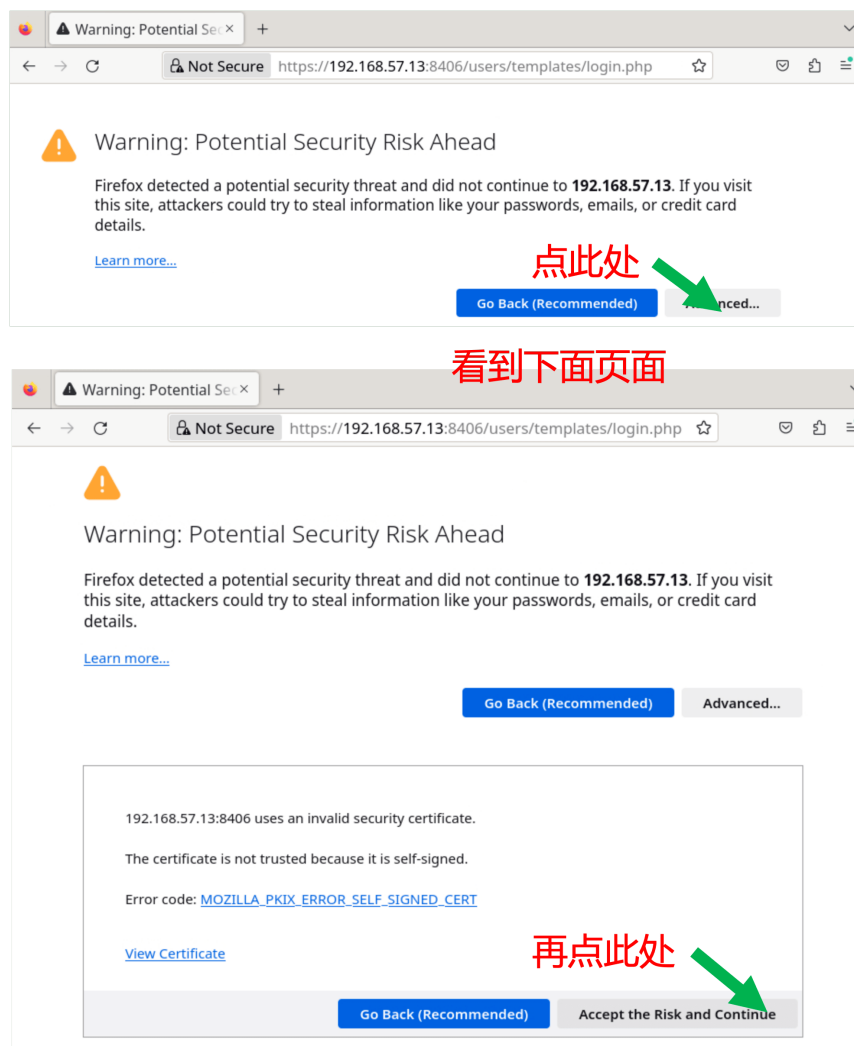 Warning: Potential Sec
Not Secure https://192.168.57.13:8406/users/templates/login.php
Warning: Potential Security Risk Ahead
Firefox detected a potential security threat and did not continue to 192.168.57.13. If you visit
this site, attackers could try to steal information like your passwords, emails, or credit card
details.
Learn more...
点此处
Go Back (Recommended)
看到下面页面
Warning: Potential Sec
Not Secure https://192.168.57.13:8406/users/templates/login.php
Warning: Potential Security Risk Ahead
Firefox detected a potential security threat and did not continue to 192.168.57.13. If you visit
this site, attackers could try to steal information like your passwords, emails, or credit card
details.
Learn more...
Go Back (Recommended) Advanced...
192.168.57.13:8406 uses an invalid security certificate.
The certificate is not trusted because it is self-signed.
Error code: MOZILLA_PKIX_ERROR_SELF_SIGNED_CERT
View Certificate
再点此处
Go Back (Recommended) Accept the Risk and Continue